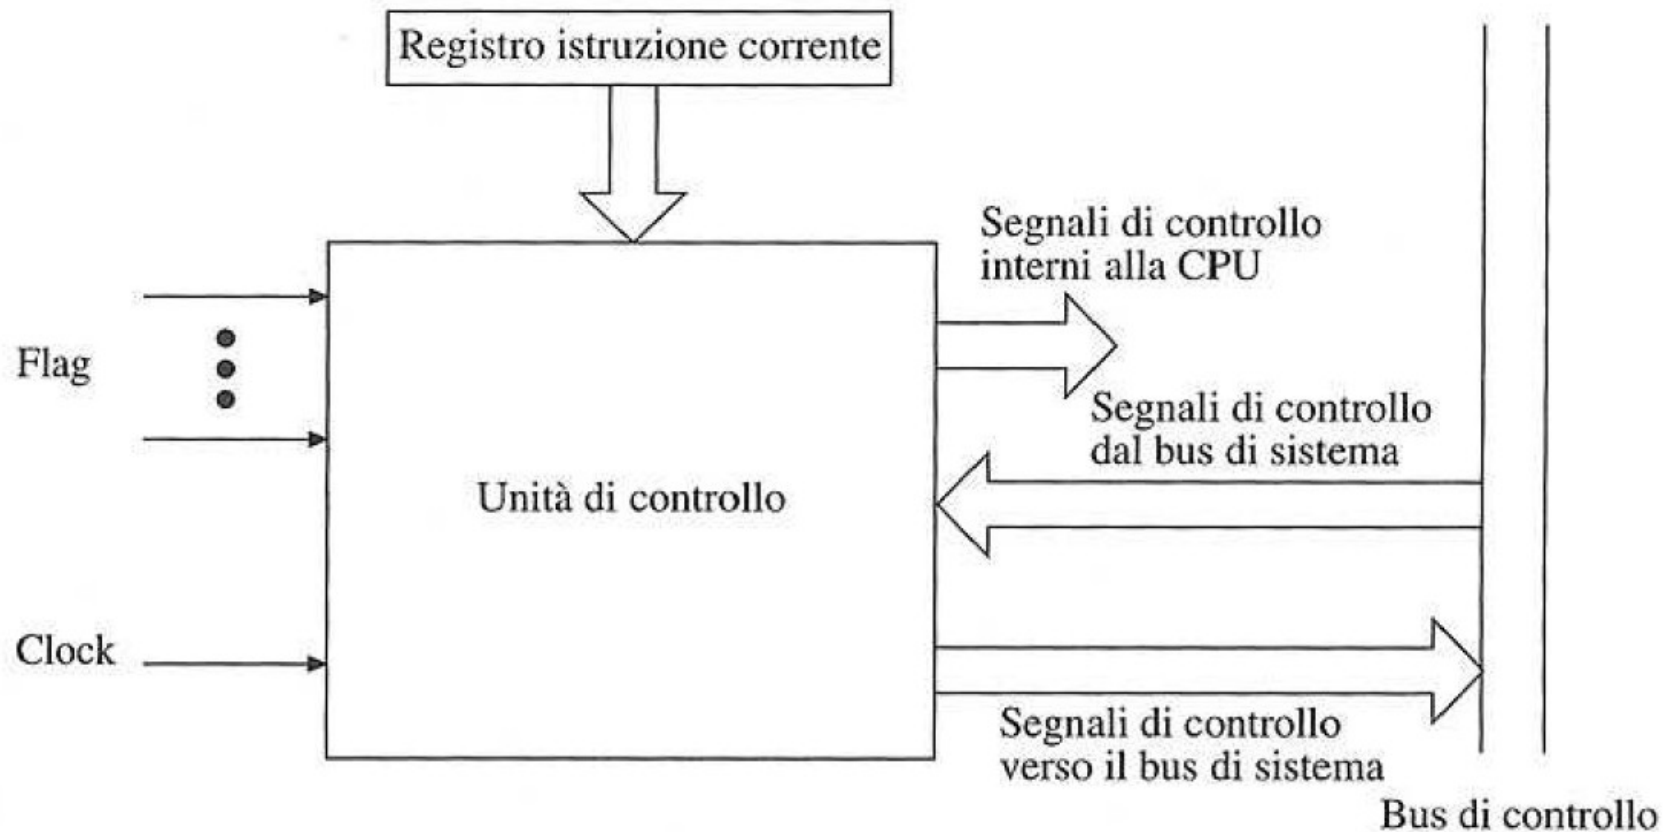 Registro istruzione corrente
Segnali di controllo
interni alla CPU
Flag
Segnali di controllo
dal bus di sistema
Unità di controllo
Clock
Segnali di controllo
verso il bus di sistema
Bus di controllo